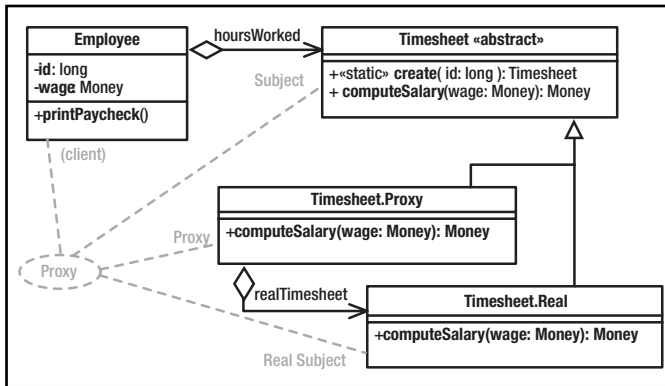 Employee
-id: long
-wage: Money
+printPaycheck()
hoursWorked
Timesheet «abstract»
+«static» create( id: long ): Timesheet
+ computeSalary(wage: Money): Money
Subject
(client)
Timesheet.Proxy
+computeSalary(wage: Money): Money
Proxy
Proxy
realTimesheet
Timesheet.Real
+computeSalary(wage: Money): Money
Real Subject